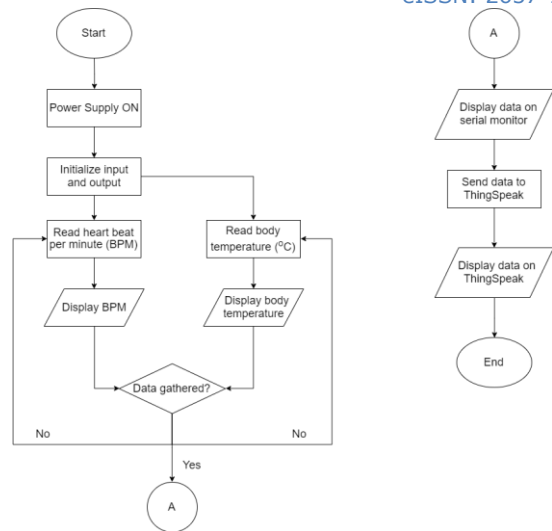 Start
Power Supply ON
Initialize input
and output
Read heart beat
per minute (BPM)
Read body
temperature (°C)
Display BPM
Display body
temperature
Data gathered?
No
No
Yes
A
A
Display data on
serial monitor
Send data to
ThingSpeak
Display data on
ThingSpeak
End